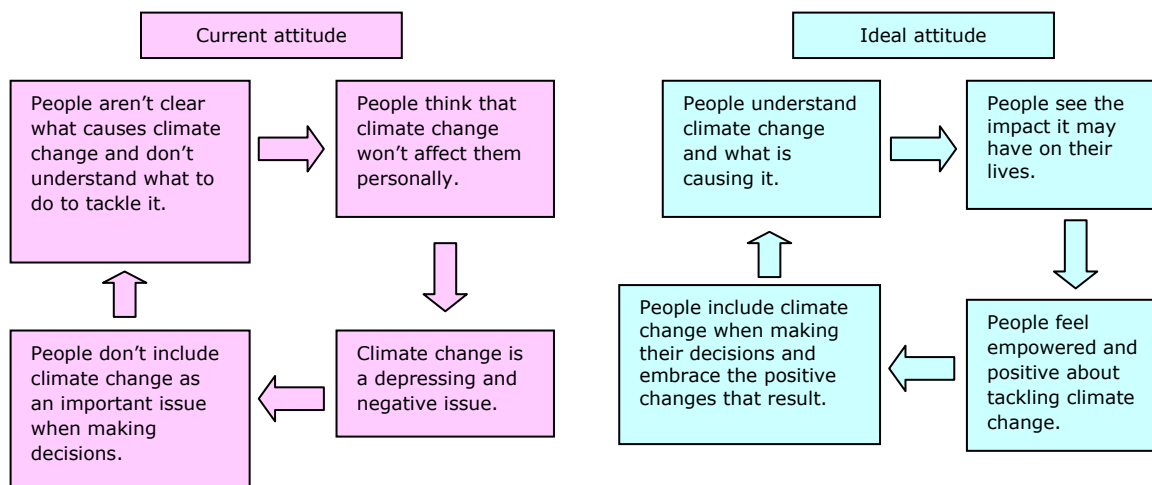 Current attitude
People aren’t clear
what causes climate
change and don’t
understand what to
do to tackle it.
People think that
climate change
won’t affect them
personally.
Climate change is
a depressing and
negative issue.
People don’t include
climate change as
an important issue
when making
decisions.
Ideal attitude
People understand
climate change
and what is
causing it.
People see the
impact it may
have on their
lives.
People feel
empowered and
positive about
tackling climate
change.
People include climate
change when making
their decisions and
embrace the positive
changes that result.